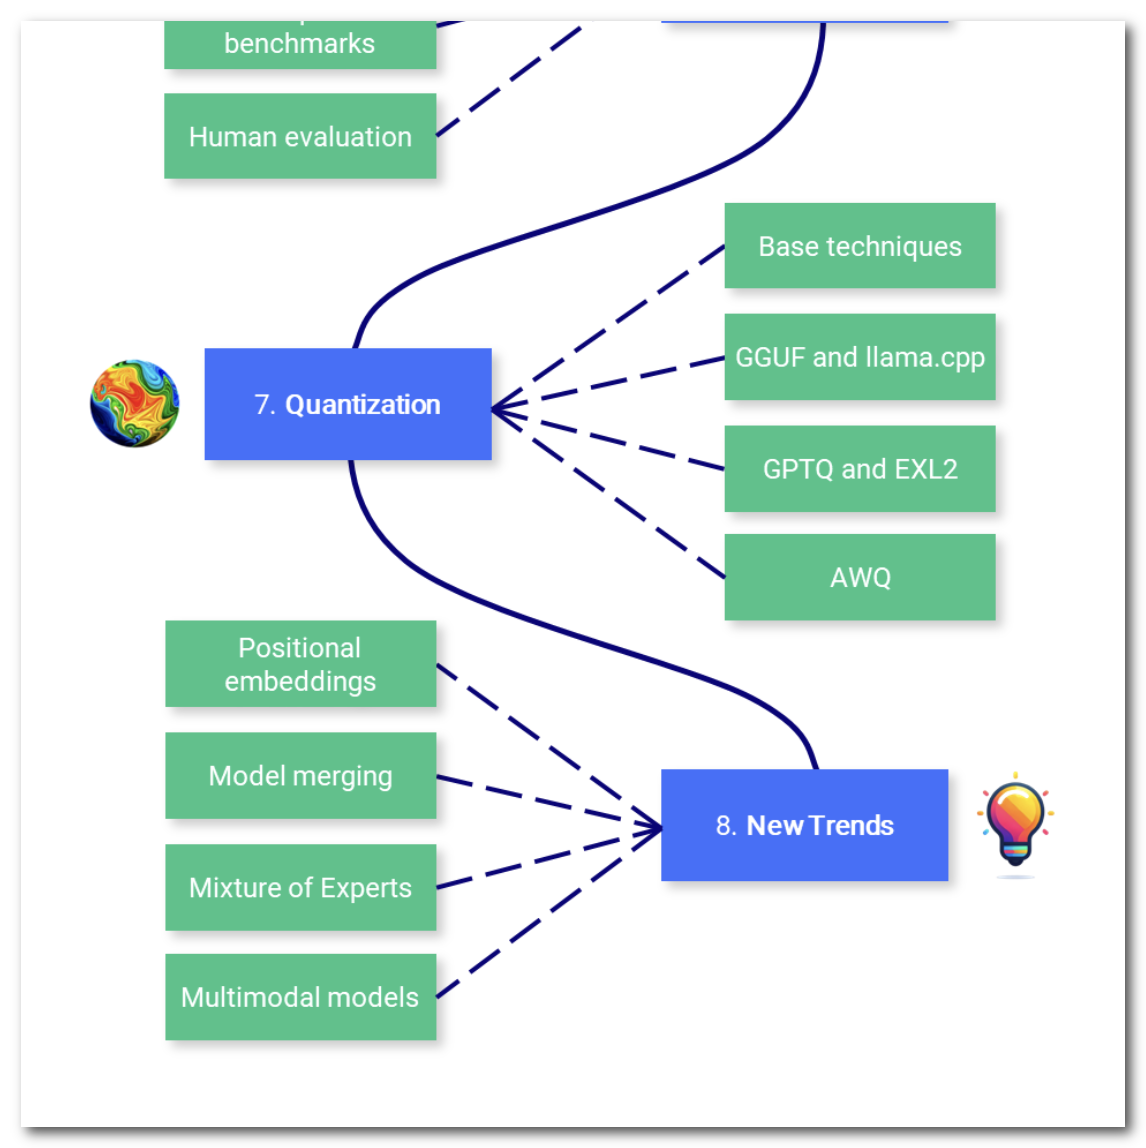 benchmarks
Human evaluation
Base techniques
GGUF and llama.cpp
7. Quantization
GPTQ and EXL2
AWQ
Positional
embeddings
Model merging
8. New Trends
Mixture of Experts
Multimodal models